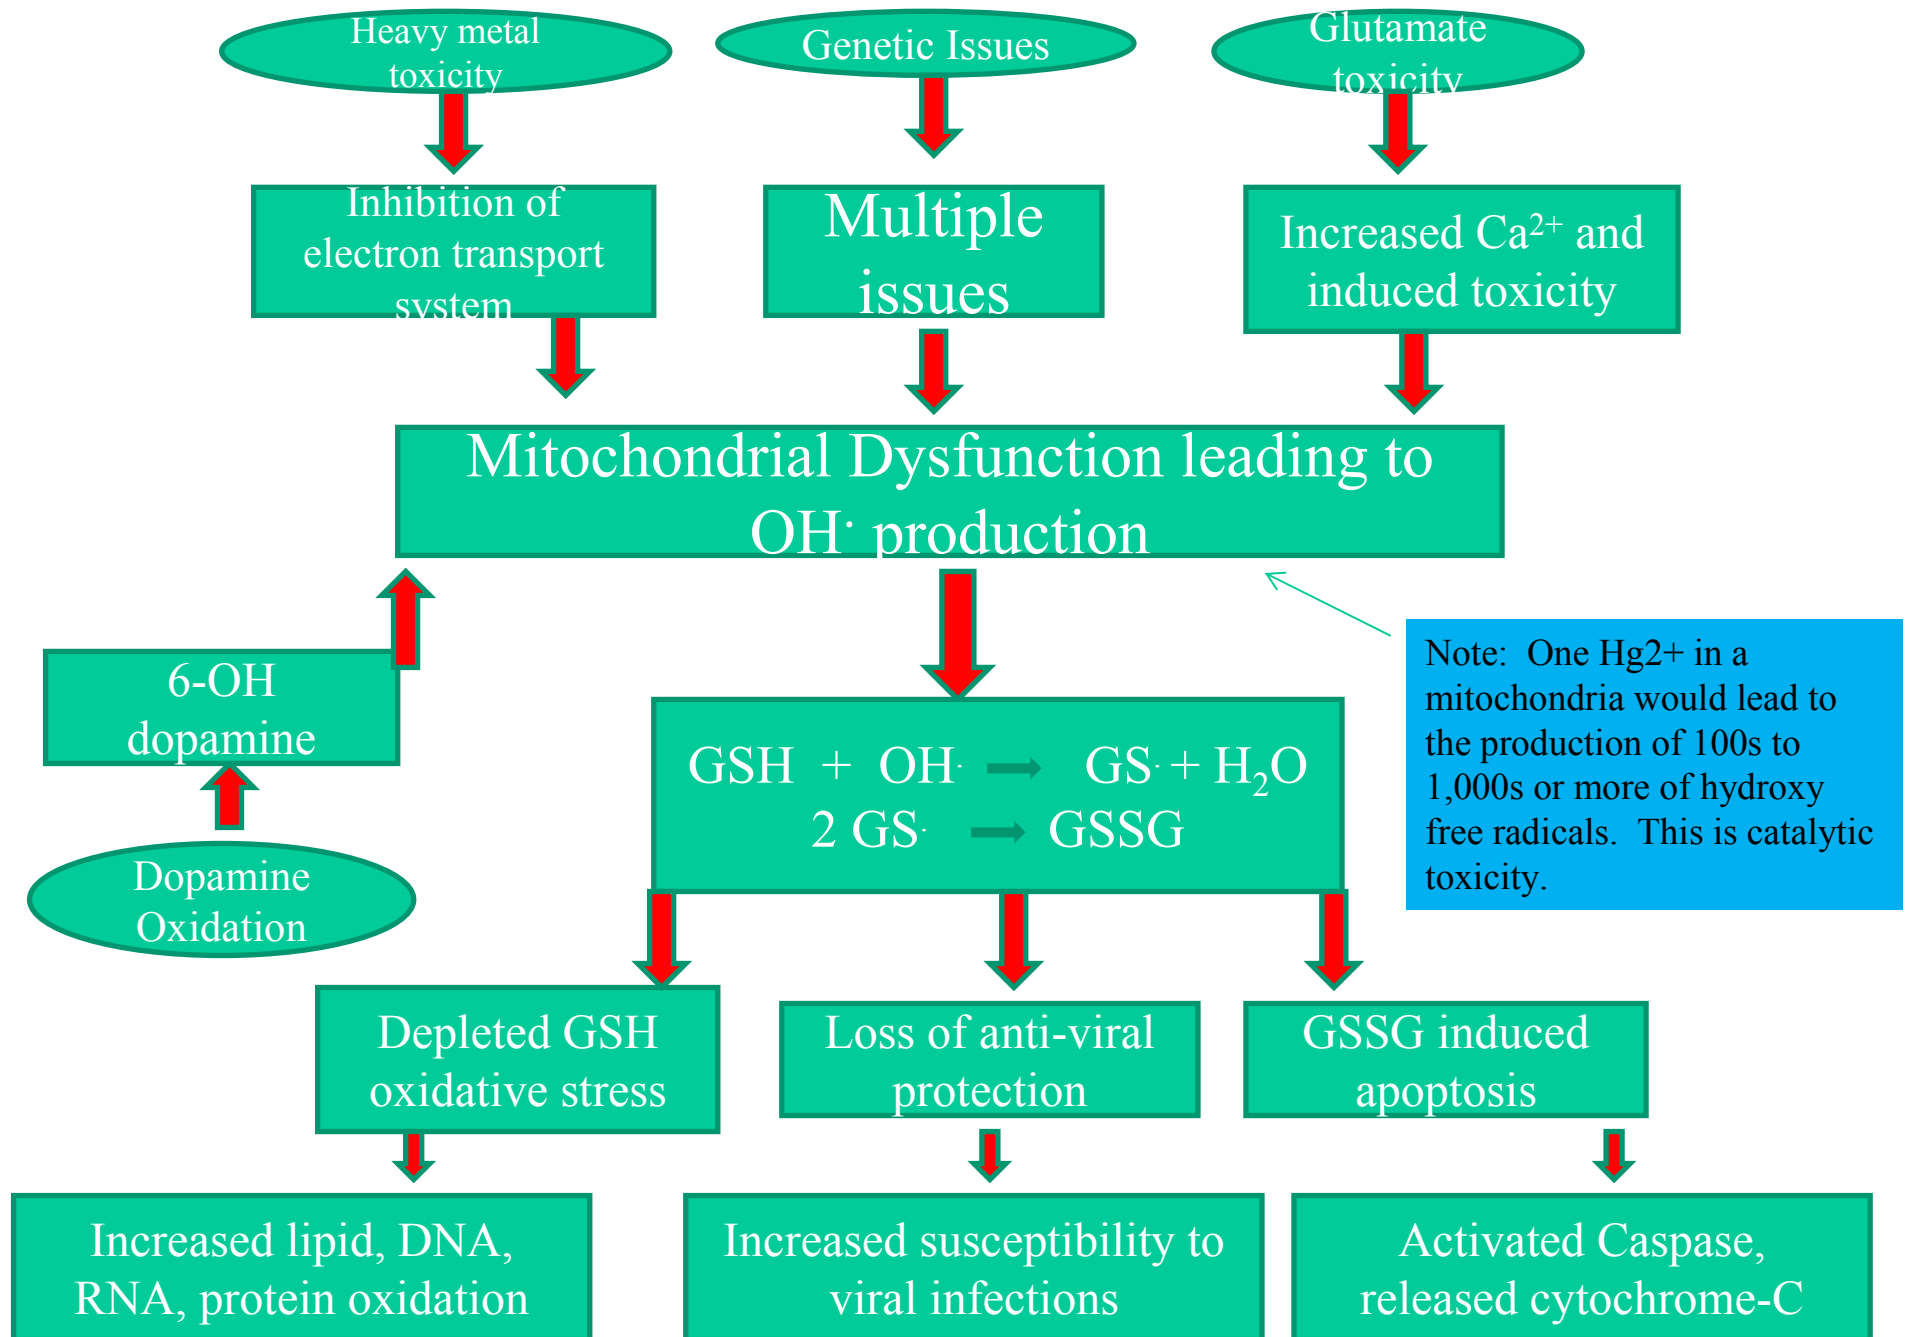 Heavy metal
toxicity
Genetic Issues
Glutamate
toxicity
Inhibition of
electron transport
system
Multiple
issues
Increased Ca²⁺ and
induced toxicity
Mitochondrial Dysfunction leading to
OH· production
6-OH
dopamine
Dopamine
Oxidation
GSH + OH· → GS· + H₂O
2 GS· → GSSG
Note: One Hg2+ in a
mitochondria would lead to
the production of 100s to
1,000s or more of hydroxy
free radicals. This is catalytic
toxicity.
Depleted GSH
oxidative stress
Loss of anti-viral
protection
GSSG induced
apoptosis
Increased lipid, DNA,
RNA, protein oxidation
Increased susceptibility to
viral infections
Activated Caspase,
released cytochrome-C